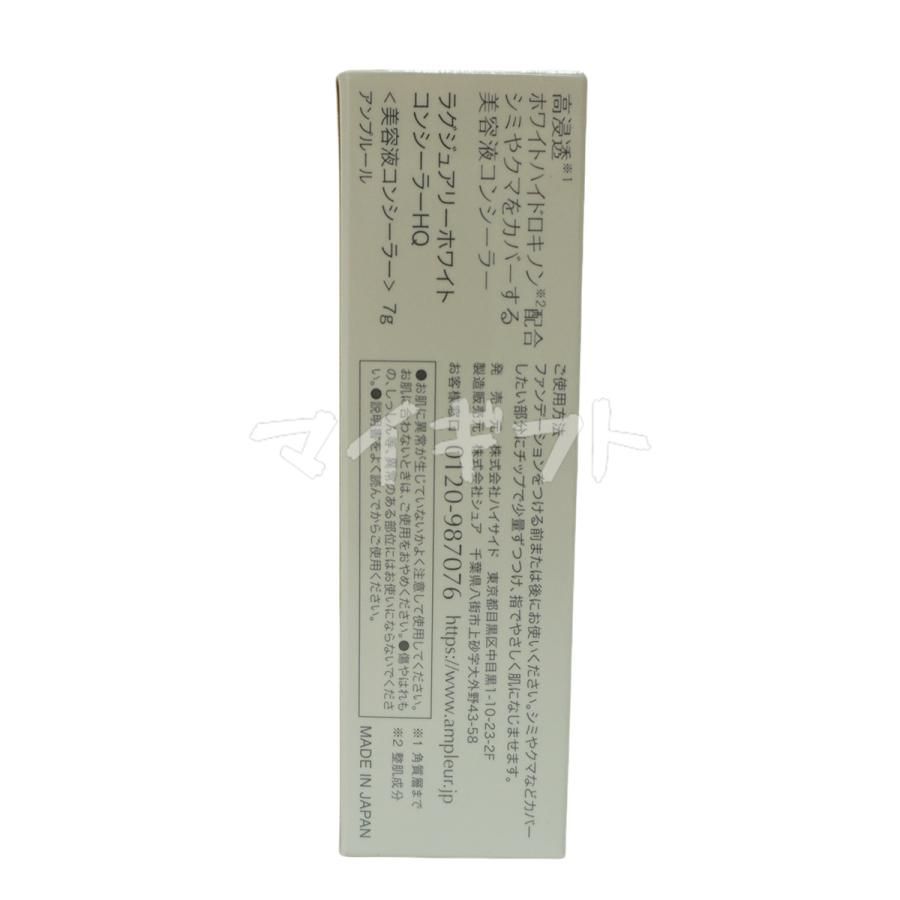 高浸透※1
ホワイトハイドロキノン※2配合
シミやクマをカバーする
美容液コンシーラー
ラグジュアリーホワイト
コンシーラーHQ
＜美容液コンシーラー＞ 7g
アンプルール
ご使用方法
ファンデーションをつける前または後にお使いください。シミやクマなどカバー
したい部分にチップで少量ずつつけ、指でやさしく肌になじませます。
発 売 元 株式会社ハイサイド 東京都目黒区中目黒1-10-23-2F
製造販売元 株式会社シュア 千葉県八街市上砂字大外野43-58
お客様窓口 0120-987076 https://www.ampleur.jp
●お肌に異常が生じていないかよく注意して使用してください。
お肌に合わないときは、ご使用をおやめください。●傷やはれも
の、しっしん等、異常のある部位にはお使いにならないでくださ
い。●説明書をよく読んでからご使用ください。
※1 角質層まで
※2 整肌成分
MADE IN JAPAN
マイギフト